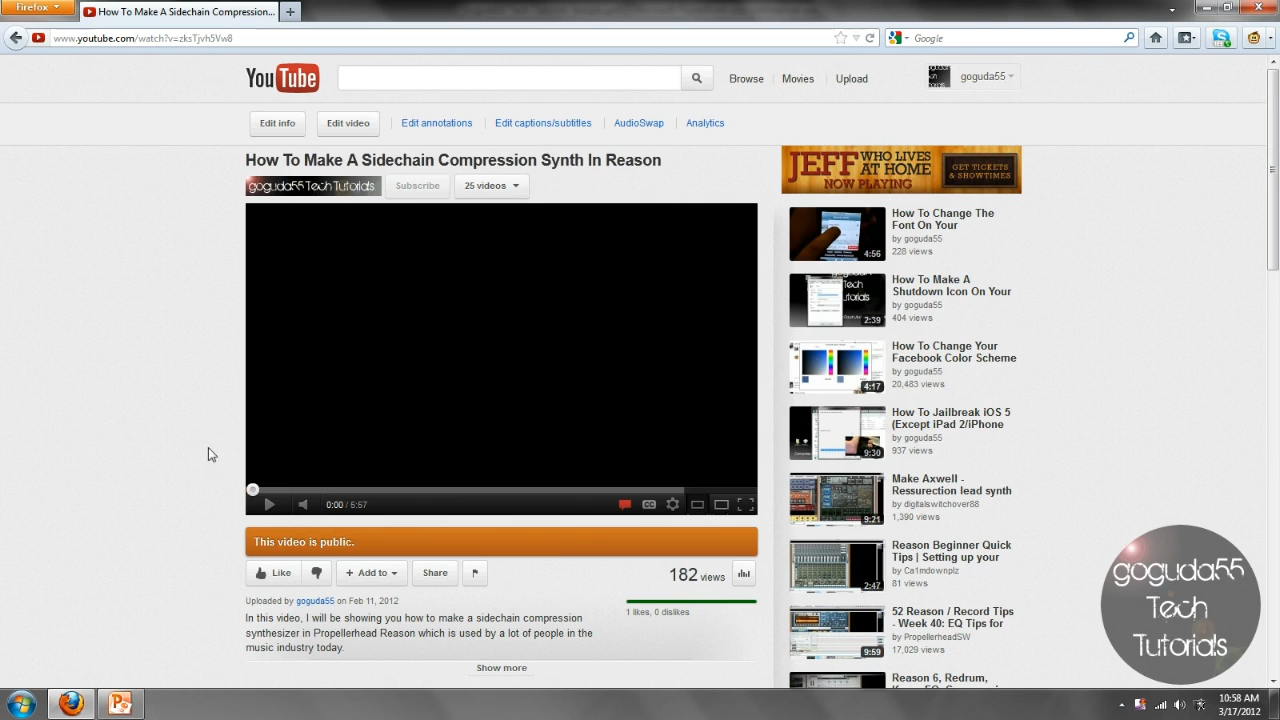 Firefox
How To Make A Sidechain Compression...
www.youtube.com/watch?v=zksTjvh5Vw8
Google
YouTube
Browse
Movies
Upload
goguda55
Edit info
Edit video
Edit annotations
Edit captions/subtitles
AudioSwap
Analytics
How To Make A Sidechain Compression Synth In Reason
goguda55 Tech Tutorials
Subscribe
25 videos
0:00 / 5:57
This video is public.
Like
Add to
Share
182 views
Uploaded by goguda55 on Feb 11, 2012
1 likes, 0 dislikes
In this video, I will be showing you how to make a sidechain compression
synthesizer in Propellerhead Reason which is used by a lot of users in the
music industry today.
Show more
JEFF WHO LIVES
AT HOME
NOW PLAYING
GET TICKETS
& SHOWTIMES
How To Change The
Font On Your
by goguda55
228 views
4:56
How To Make A
Shutdown Icon On Your
by goguda55
404 views
2:39
How To Change Your
Facebook Color Scheme
by goguda55
20,483 views
4:17
How To Jailbreak iOS 5
(Except iPad 2/iPhone
by goguda55
937 views
9:30
Make Axwell -
Ressurection lead synth
by digitalswitchover88
1,390 views
9:21
Reason Beginner Quick
Tips | Setting up your
by Ca1mdownplz
81 views
2:47
52 Reason / Record Tips
- Week 40: EQ Tips for
by PropellerheadSW
17,029 views
9:59
Reason 6, Redrum,
goguda55
Tech
Tutorials
10:58 AM
3/17/2012